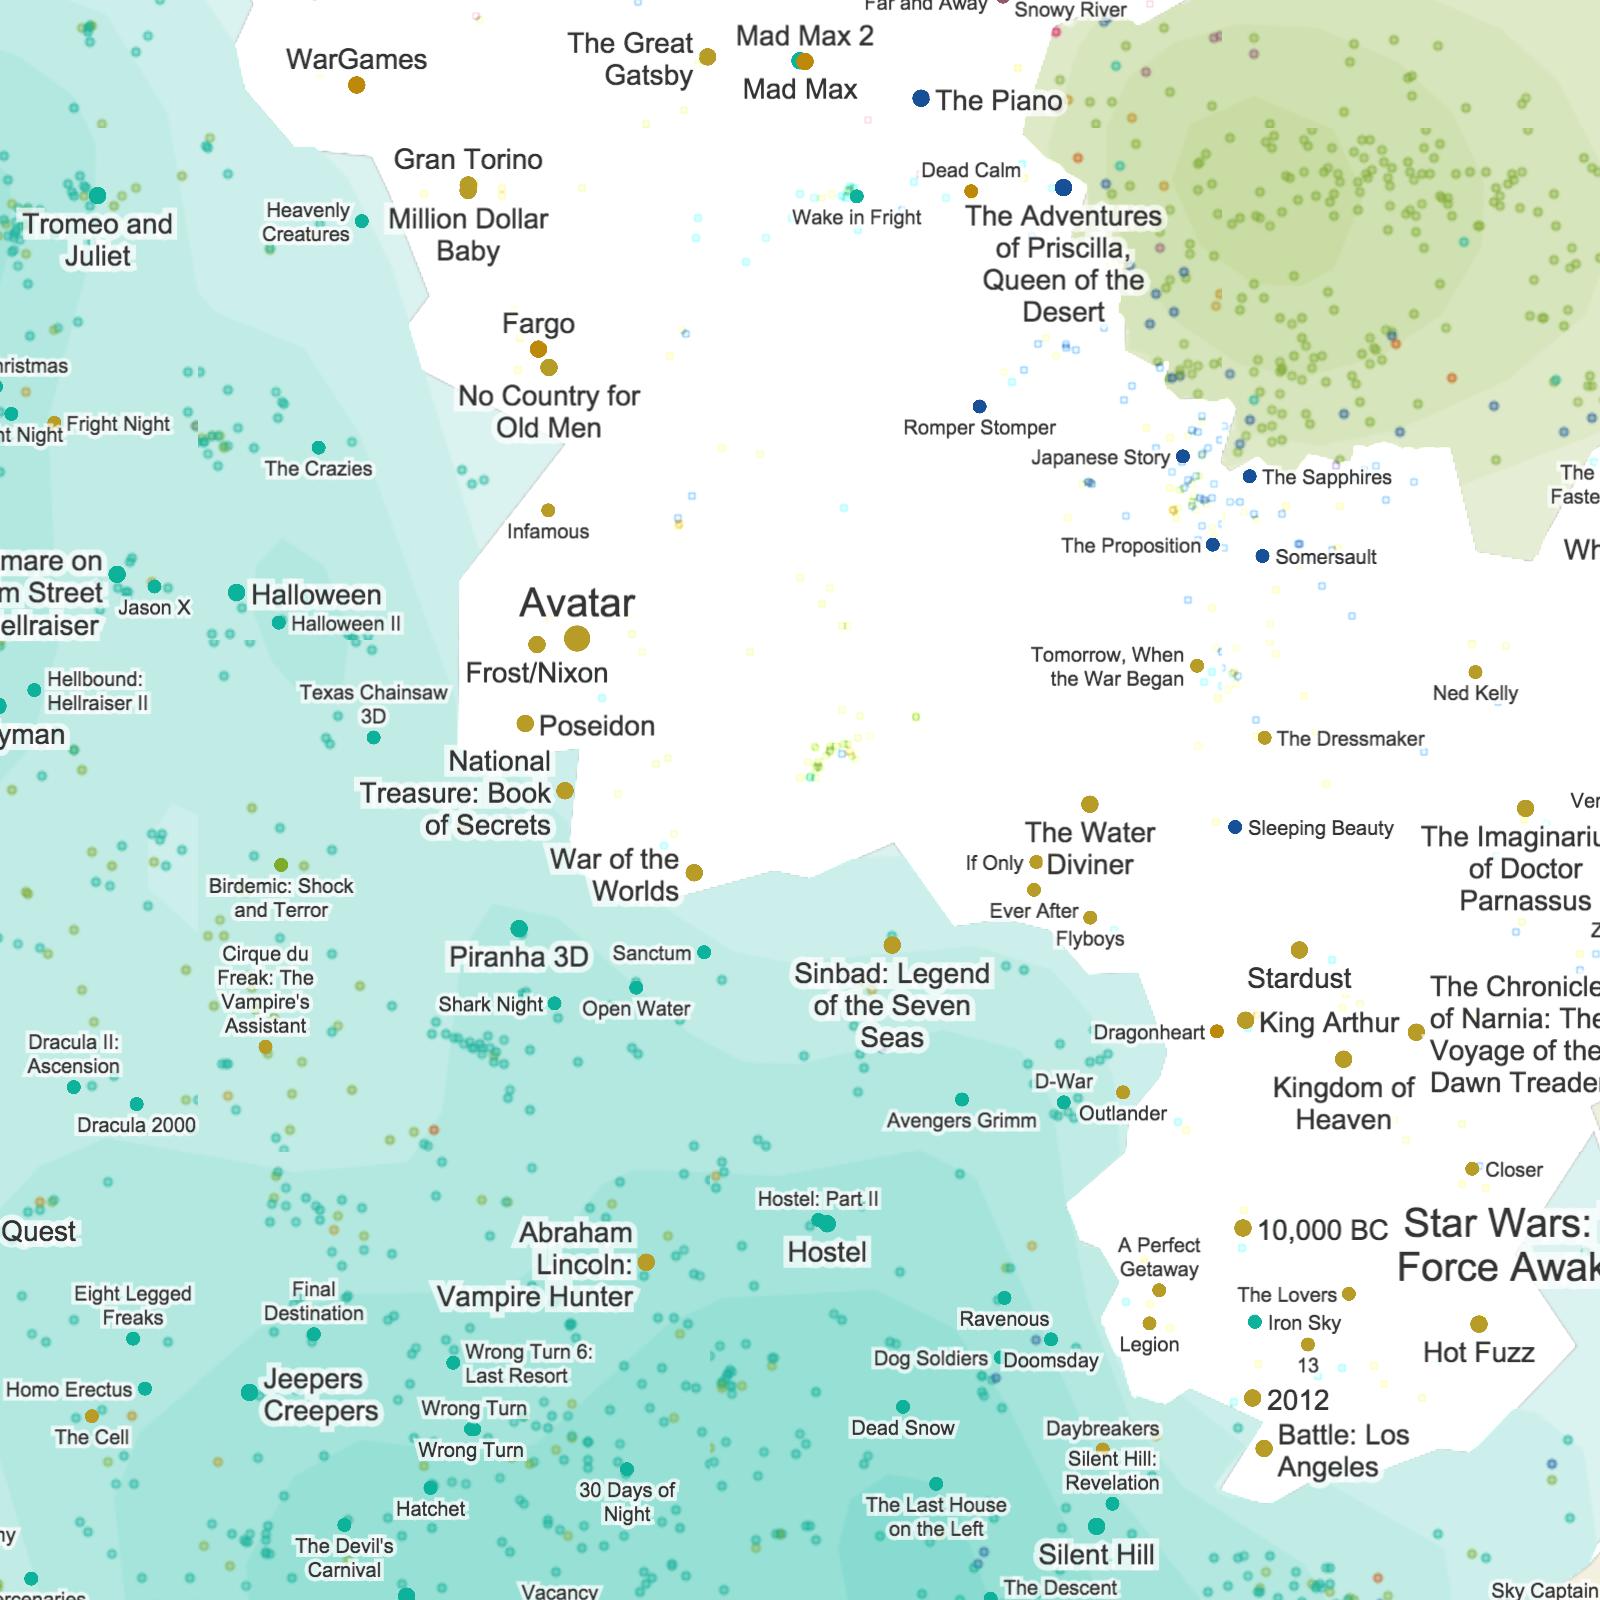 Far and Away
Snowy River
WarGames
The Great
Gatsby
Mad Max 2
Mad Max
The Piano
Gran Torino
Million Dollar
Baby
Dead Calm
Wake in Fright
The Adventures
of Priscilla,
Queen of the
Desert
Tromeo and
Juliet
Heavenly
Creatures
Fargo
No Country for
Old Men
hristmas
nt Night
Fright Night
The Crazies
Romper Stomper
Japanese Story
The Sapphires
The
Faste
Wh
Infamous
The Proposition
Somersault
mare on
m Street
ellraiser
Jason X
Halloween
Halloween II
Avatar
Frost/Nixon
Hellbound:
Hellraiser II
yman
Texas Chainsaw
3D
Poseidon
Tomorrow, When
the War Began
Ned Kelly
The Dressmaker
National
Treasure: Book
of Secrets
War of the
Worlds
The Water
Diviner
If Only
Ever After
Flyboys
Sleeping Beauty
Ver
The Imaginariu
of Doctor
Parnassus
Z
Birdemic: Shock
and Terror
Cirque du
Freak: The
Vampire's
Assistant
Piranha 3D
Sanctum
Shark Night
Open Water
Sinbad: Legend
of the Seven
Seas
Stardust
Dragonheart
King Arthur
Kingdom of
Heaven
The Chronicle
of Narnia: The
Voyage of the
Dawn Treade
Dracula II:
Ascension
Dracula 2000
D-War
Outlander
Avengers Grimm
Closer
Quest
Abraham
Lincoln:
Vampire Hunter
Hostel: Part II
Hostel
A Perfect
Getaway
Legion
10,000 BC
Star Wars:
Force Awak
The Lovers
Iron Sky
13
Hot Fuzz
2012
Battle: Los
Angeles
Eight Legged
Freaks
Final
Destination
Ravenous
Dog Soldiers
Doomsday
Homo Erectus
The Cell
Jeepers
Creepers
Wrong Turn 6:
Last Resort
Wrong Turn
Wrong Turn
Dead Snow
Daybreakers
Silent Hill:
Revelation
Silent Hill
Hatchet
30 Days of
Night
The Last House
on the Left
The Devil's
Carnival
Vacancy
The Descent
Sky Captain
ny
ercenaries